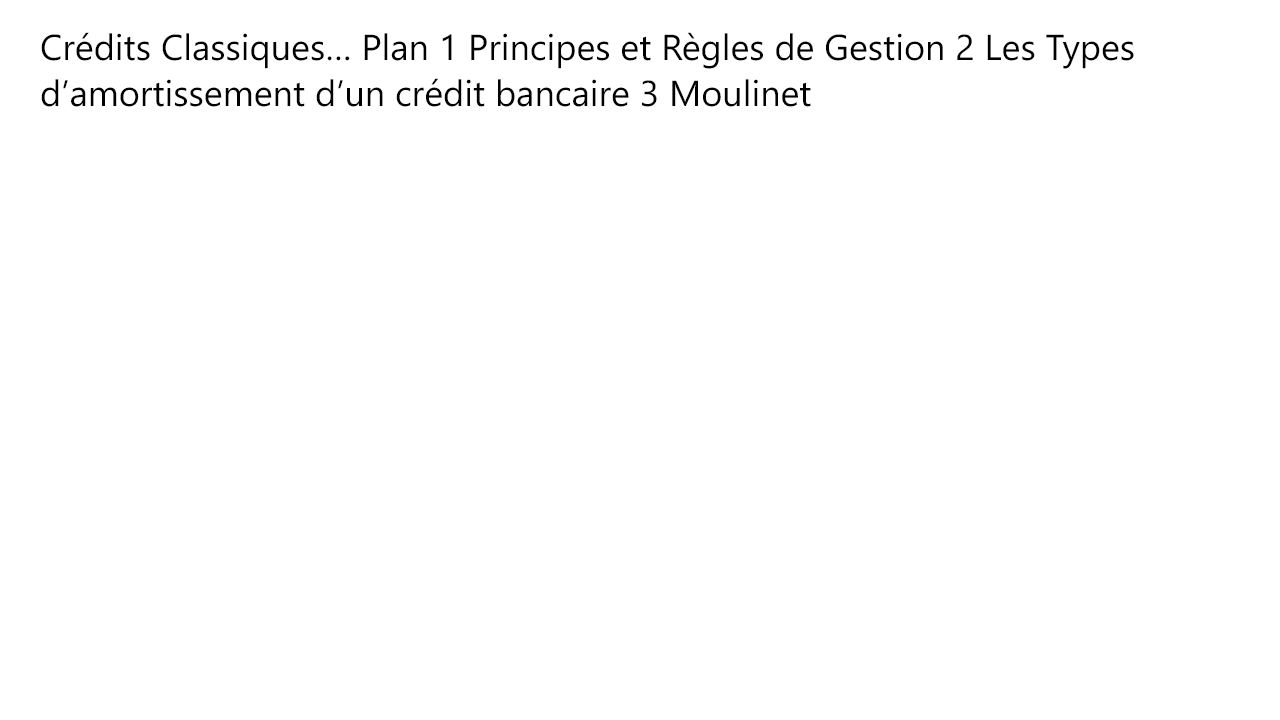 Crédits Classiques… Plan 1 Principes et Règles de Gestion 2 Les Types
d’amortissement d’un crédit bancaire 3 Moulinet